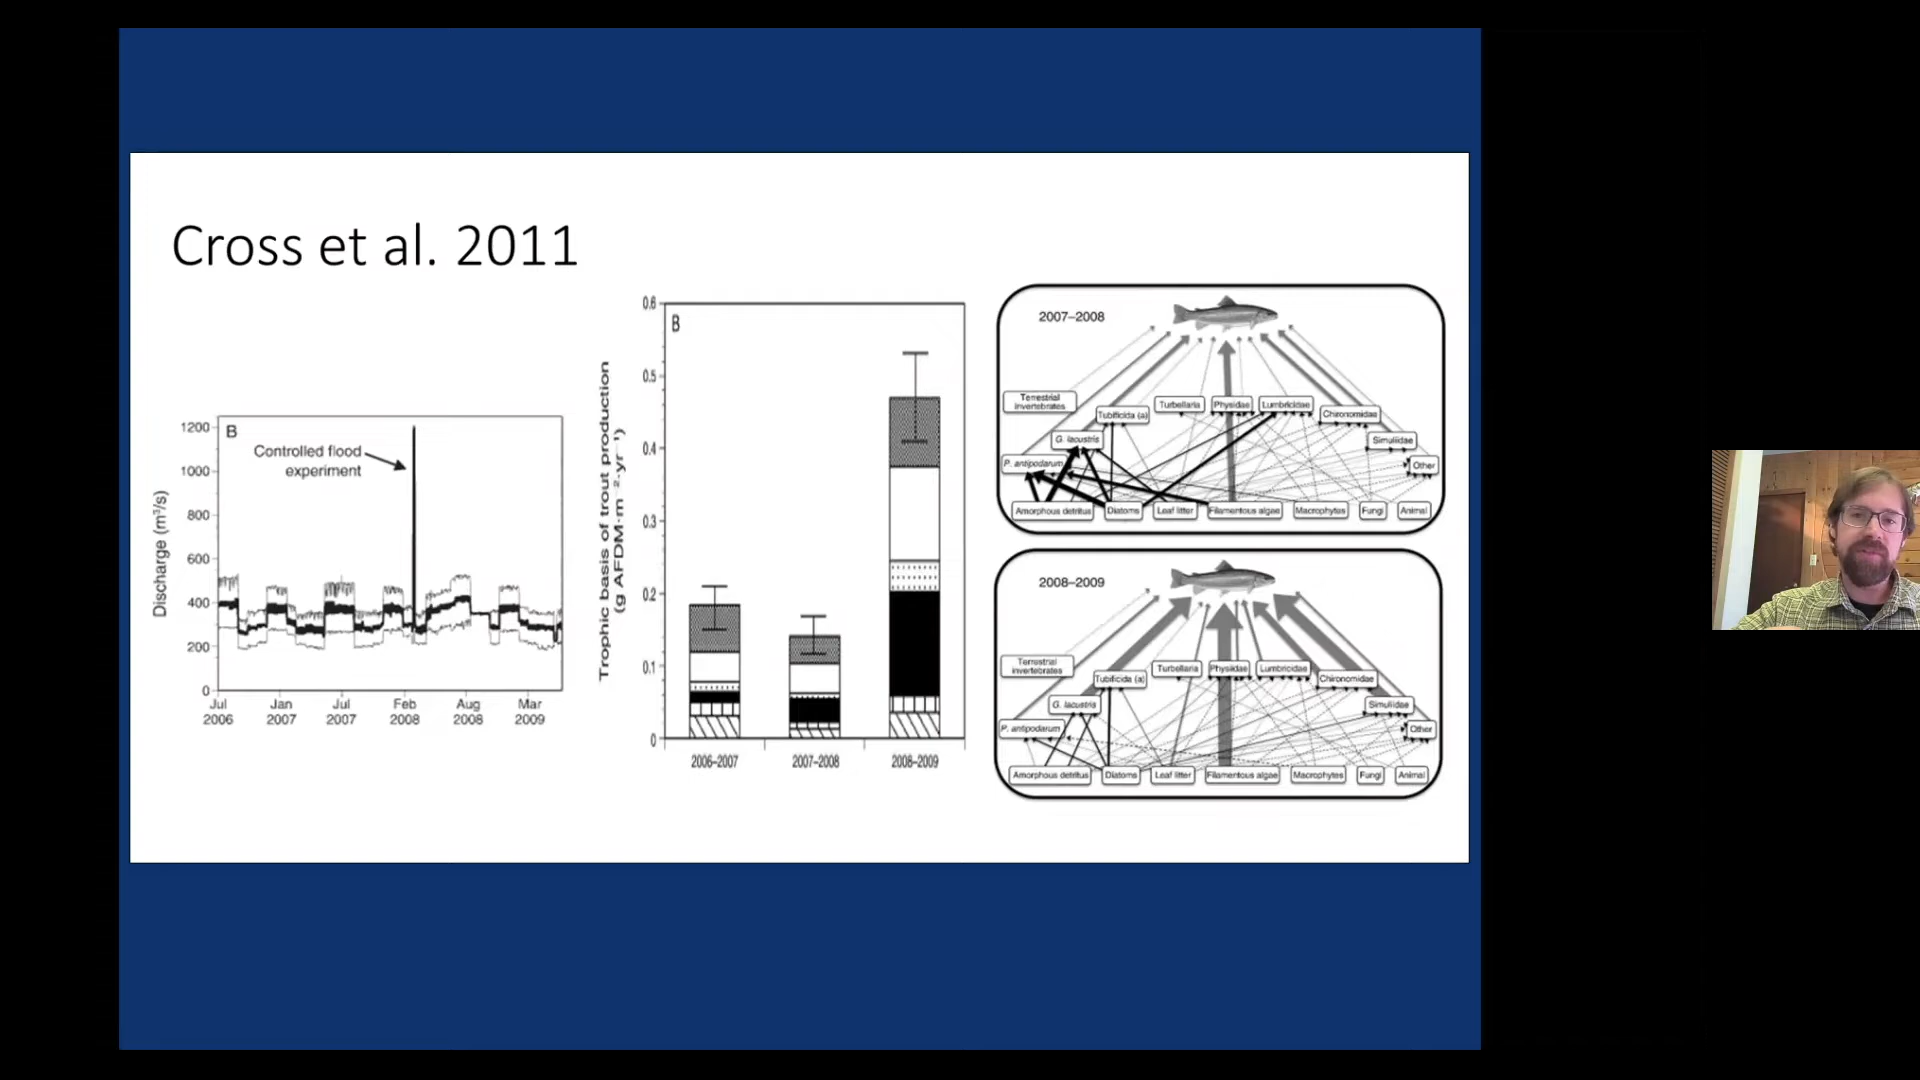 Cross et al. 2011
B
Controlled flood
experiment
Discharge (m³/s)
1200
1000
800
600
400
200
0
Jul
2006
Jan
2007
Jul
2007
Feb
2008
Aug
2008
Mar
2009
B
Trophic basis of trout production
(g AFDM·m⁻²·yr⁻¹)
0.6
0.5
0.4
0.3
0.2
0.1
0
2006–2007
2007–2008
2008–2009
2007–2008
Terrestrial
invertebrates
Tubificida (a)
Turbellaria
Physidae
Lumbricidae
Chironomidae
G. lacustris
Simuliidae
P. antipodarum
Other
Amorphous detritus
Diatoms
Leaf litter
Filamentous algae
Macrophytes
Fungi
Animal
2008–2009
Terrestrial
invertebrates
Tubificida (a)
Turbellaria
Physidae
Lumbricidae
Chironomidae
G. lacustris
Simuliidae
P. antipodarum
Other
Amorphous detritus
Diatoms
Leaf litter
Filamentous algae
Macrophytes
Fungi
Animal